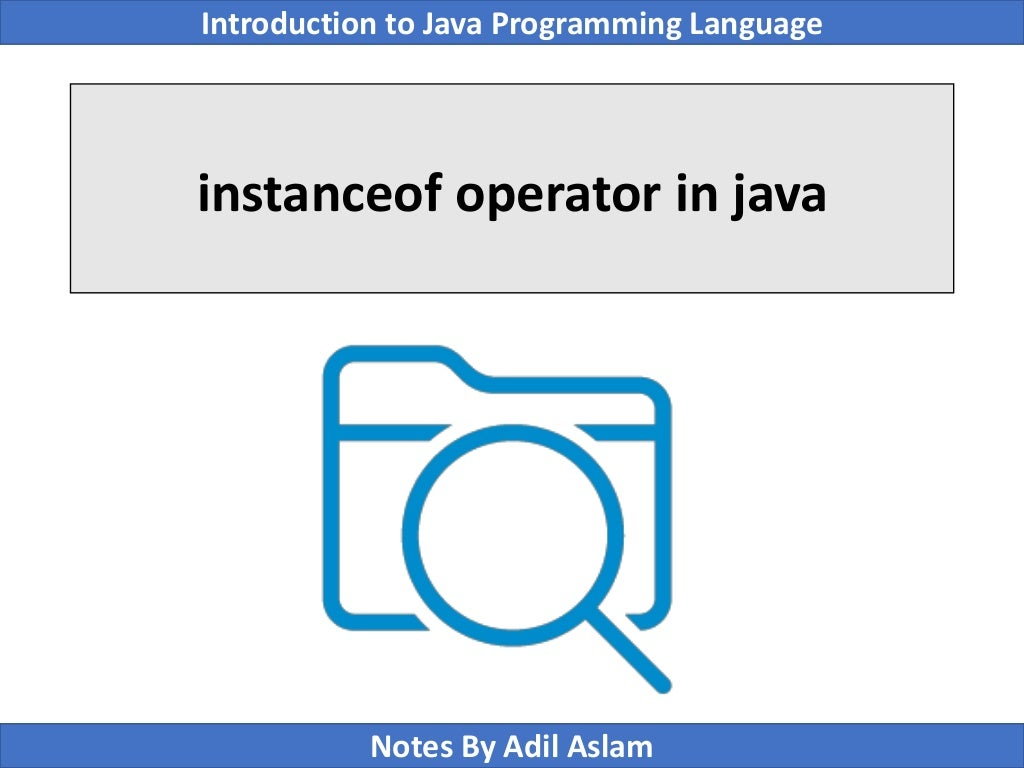 Introduction to Java Programming Language
instanceof operator in java
Notes By Adil Aslam